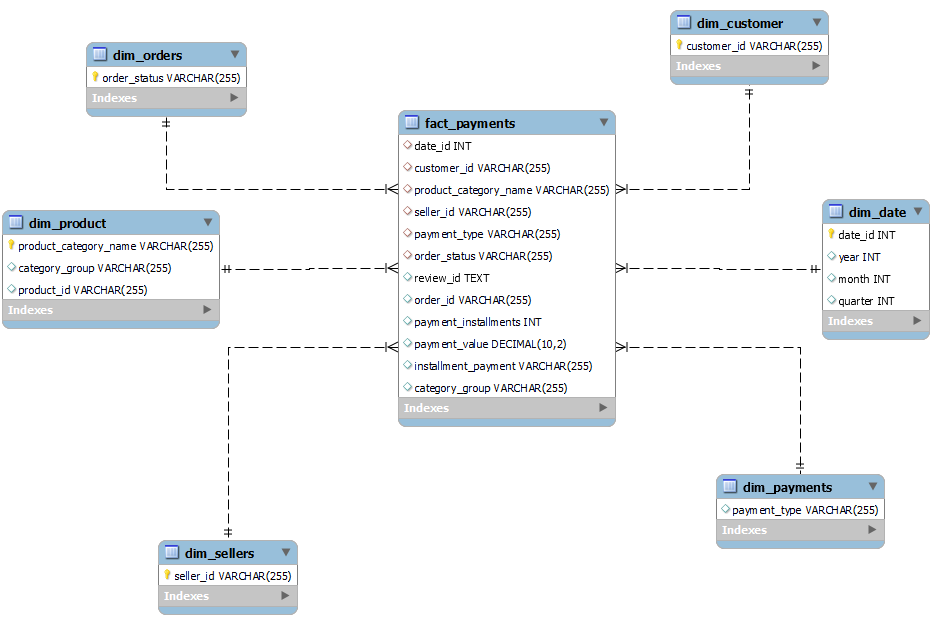 dim_customer
customer_id VARCHAR(255)
Indexes
dim_orders
order_status VARCHAR(255)
Indexes
fact_payments
date_id INT
customer_id VARCHAR(255)
product_category_name VARCHAR(255)
seller_id VARCHAR(255)
payment_type VARCHAR(255)
order_status VARCHAR(255)
review_id TEXT
order_id VARCHAR(255)
payment_installments INT
payment_value DECIMAL(10,2)
installment_payment VARCHAR(255)
category_group VARCHAR(255)
Indexes
dim_product
product_category_name VARCHAR(255)
category_group VARCHAR(255)
product_id VARCHAR(255)
Indexes
dim_date
date_id INT
year INT
month INT
quarter INT
Indexes
dim_payments
payment_type VARCHAR(255)
Indexes
dim_sellers
seller_id VARCHAR(255)
Indexes